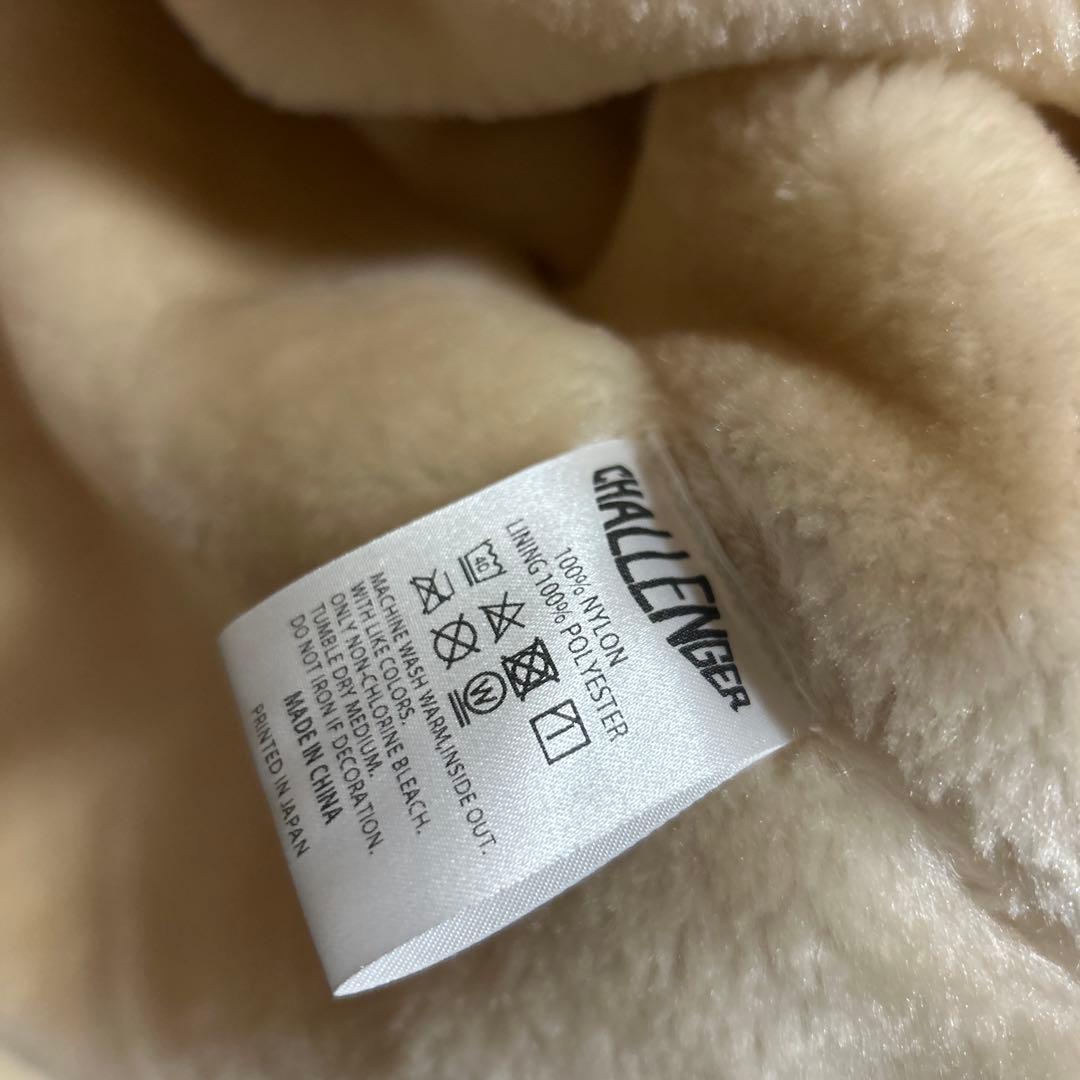 CHALLENGER
100% NYLON
LINING 100% POLYESTER
40
W
MACHINE WASH WARM,INSIDE OUT.
WITH LIKE COLORS.
ONLY NON-CHLORINE BLEACH.
TUMBLE DRY MEDIUM.
DO NOT IRON IF DECORATION.
MADE IN CHINA
PRINTED IN JAPAN